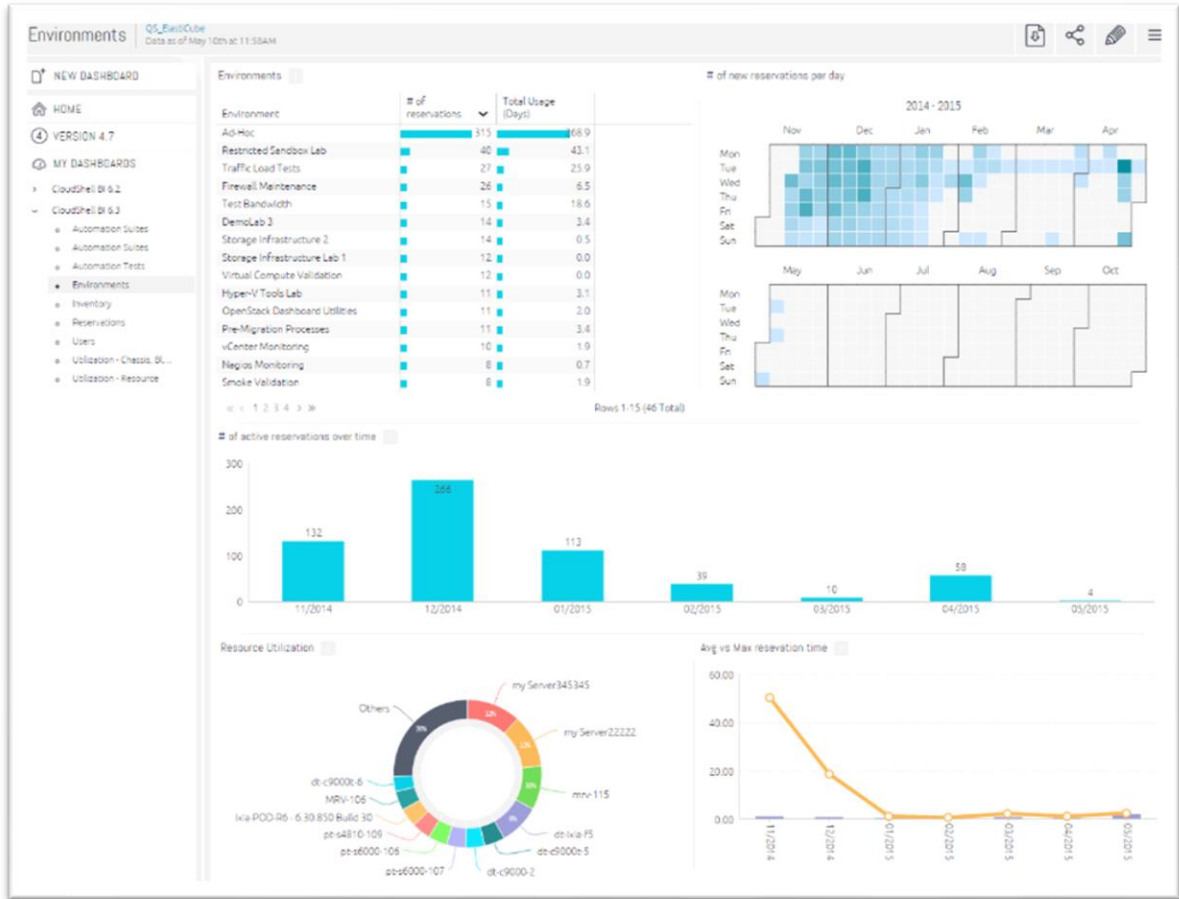 Environments
QS_ElastiCube
Data as of May 10th at 11:58AM
NEW DASHBOARD
HOME
4 VERSION 4.7
MY DASHBOARDS
CloudShell BI 6.2
CloudShell BI 6.3
Automation Suites
Automation Suites
Automation Tests
Environments
Inventory
Reservations
Users
Utilization - Chassis, Bl...
Utilization - Resource
Environments
Environment # of reservations Total Usage (Days)
Ad-Hoc 315 268.9
Restricted Sandbox Lab 40 43.1
Traffic Load Tests 27 25.9
Firewall Maintenance 26 6.5
Test Bandwidth 15 18.6
DemoLab 3 14 3.4
Storage Infrastructure 2 14 0.5
Storage Infrastructure Lab 1 12 0.0
Virtual Compute Validation 12 0.0
Hyper-V Tools Lab 11 3.1
OpenStack Dashboard Utilities 11 2.0
Pre-Migration Processes 11 3.4
vCenter Monitoring 10 1.9
Nagios Monitoring 8 0.7
Smoke Validation 8 1.9
« < 1 2 3 4 > »
Rows 1-15 (46 Total)
# of new reservations per day
2014 - 2015
Nov Dec Jan Feb Mar Apr
Mon
Tue
Wed
Thu
Fri
Sat
Sun
May Jun Jul Aug Sep Oct
Mon
Tue
Wed
Thu
Fri
Sat
Sun
# of active reservations over time
300
200
100
0
132
266
113
39
10
58
4
11/2014 12/2014 01/2015 02/2015 03/2015 04/2015 05/2015
Resource Utilization
my Server345345
my Server22222
mrv-115
dt-ixia-f5
dt-c9000t-5
dt-c9000-2
pt-s6000-107
pt-s6000-106
pt-s4810-109
Ixia-POD-R6 - 6.30.850 Build 30
MRV-106
dt-c9000t-6
Others
Avg vs Max resevation time
60.00
40.00
20.00
0.00
11/2014 12/2014 01/2015 02/2015 03/2015 04/2015 05/2015